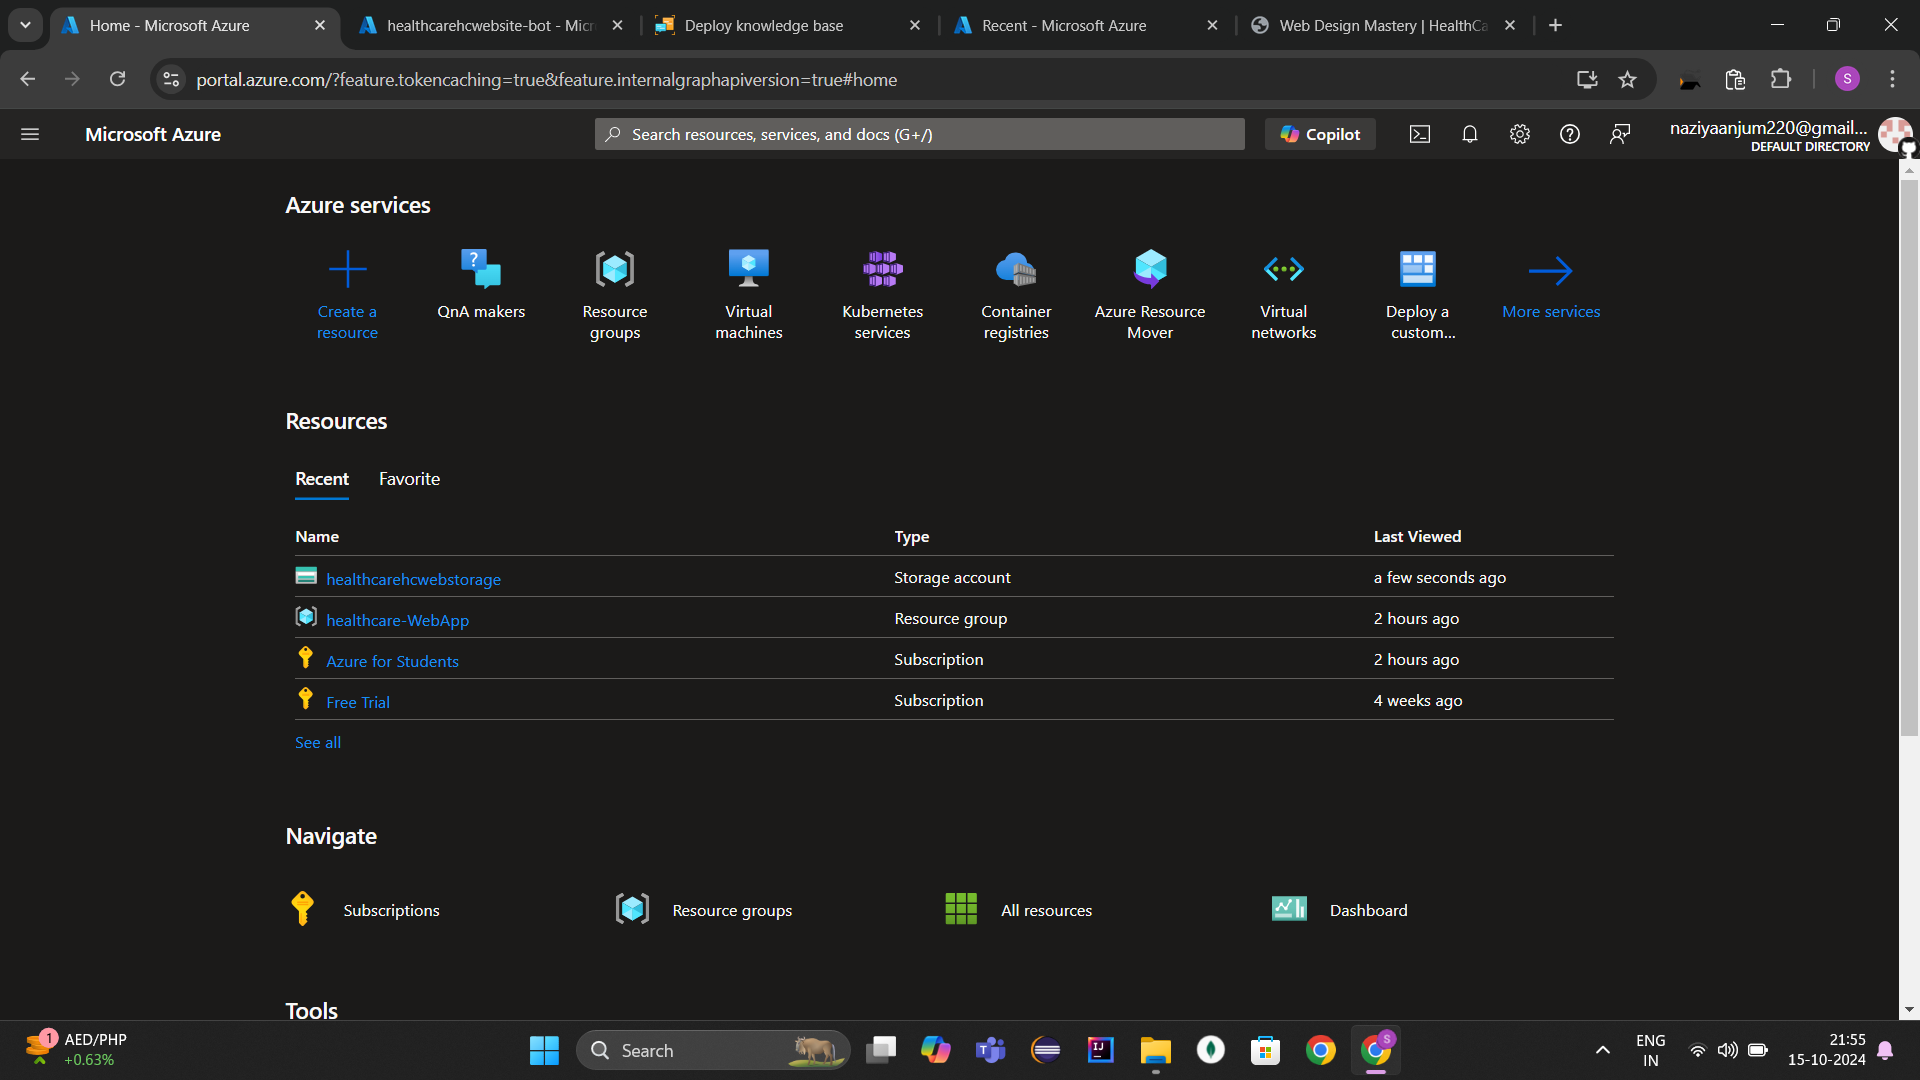 Home - Microsoft Azure
healthcarehcwebsite-bot - Micr
Deploy knowledge base
Recent - Microsoft Azure
Web Design Mastery | HealthCa
portal.azure.com/?feature.tokencaching=true&feature.internalgraphapiversion=true#home
S
Microsoft Azure
Search resources, services, and docs (G+/)
Copilot
naziyaanjum220@gmail...
DEFAULT DIRECTORY
Azure services
Create a resource
QnA makers
Resource groups
Virtual machines
Kubernetes services
Container registries
Azure Resource Mover
Virtual networks
Deploy a custom...
More services
Resources
Recent Favorite
Name Type Last Viewed
healthcarehcwebstorage Storage account a few seconds ago
healthcare-WebApp Resource group 2 hours ago
Azure for Students Subscription 2 hours ago
Free Trial Subscription 4 weeks ago
See all
Navigate
Subscriptions Resource groups All resources Dashboard
Tools
1
AED/PHP
+0.63%
Search
IJ
S
ENG
IN
21:55
15-10-2024